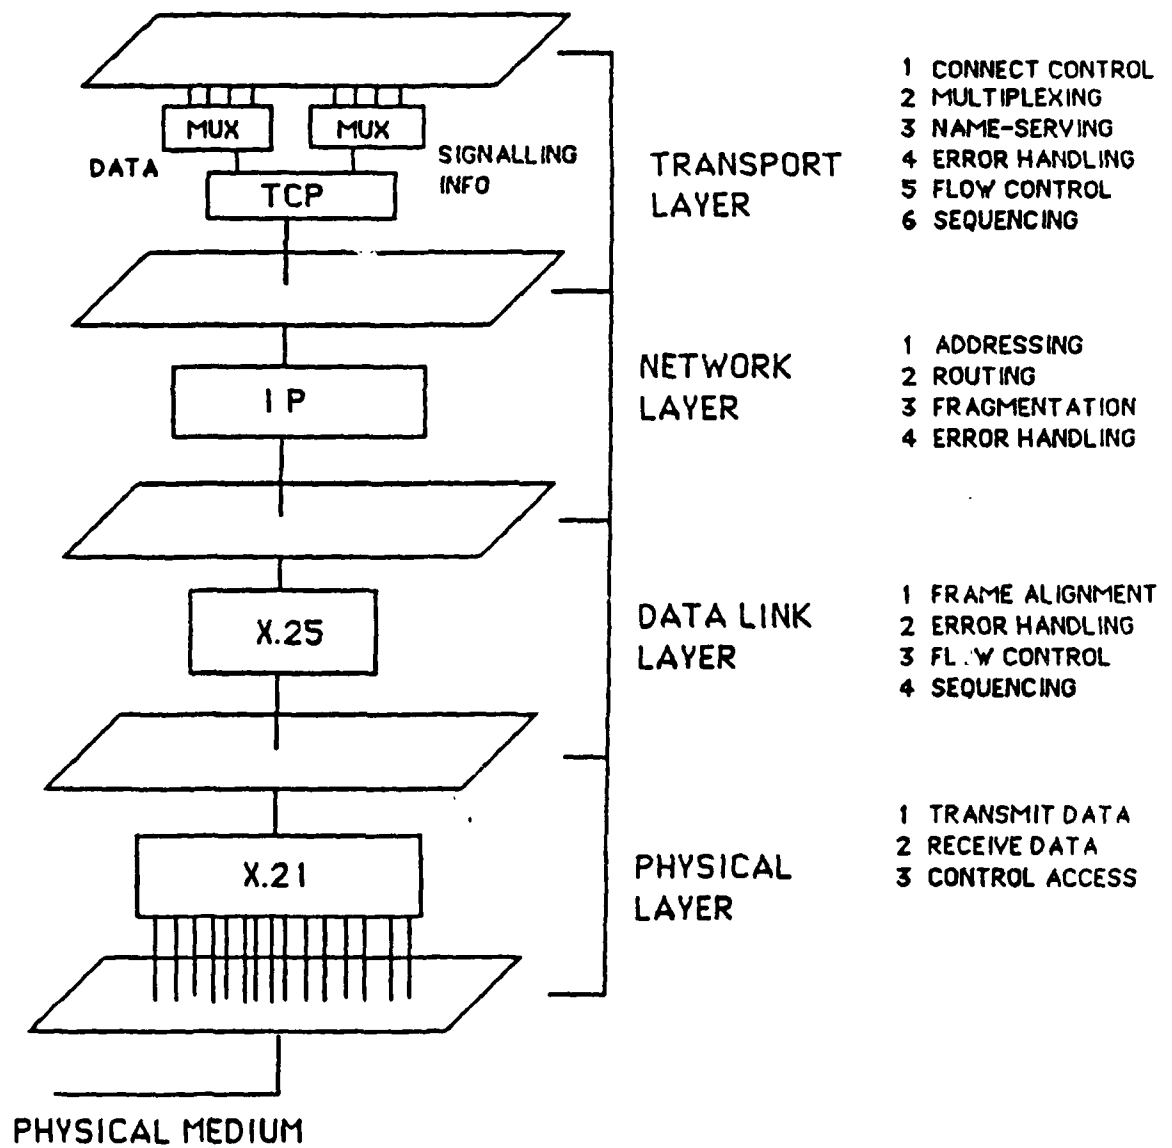 MUX
MUX
DATA
SIGNALLING
INFO
TCP
TRANSPORT
LAYER
1 CONNECT CONTROL
2 MULTIPLEXING
3 NAME-SERVING
4 ERROR HANDLING
5 FLOW CONTROL
6 SEQUENCING
IP
NETWORK
LAYER
1 ADDRESSING
2 ROUTING
3 FRAGMENTATION
4 ERROR HANDLING
X.25
DATA LINK
LAYER
1 FRAME ALIGNMENT
2 ERROR HANDLING
3 CONTROL
4 SEQUENCING
X.21
PHYSICAL
LAYER
1 TRANSMIT DATA
2 RECEIVE DATA
3 CONTROL ACCESS
PHYSICAL MEDIUM